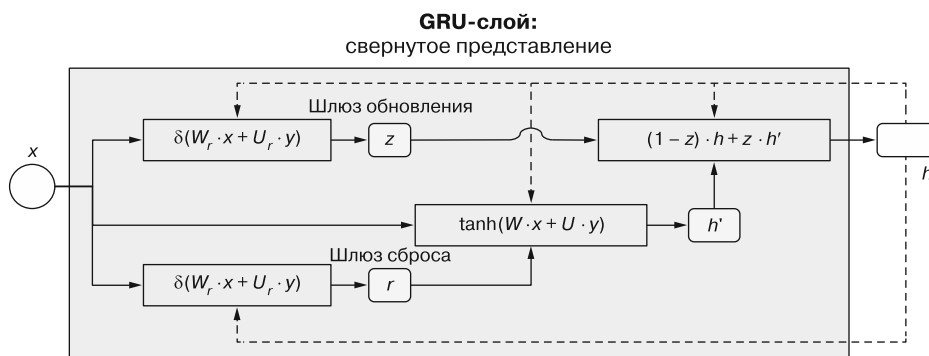 GRU-слой:
свернутое представление
Шлюз обновления
x
δ(W_r · x + U_r · y)
z
(1 – z) · h + z · h'
h
tanh(W · x + U · y)
h'
Шлюз сброса
δ(W_r · x + U_r · y)
r